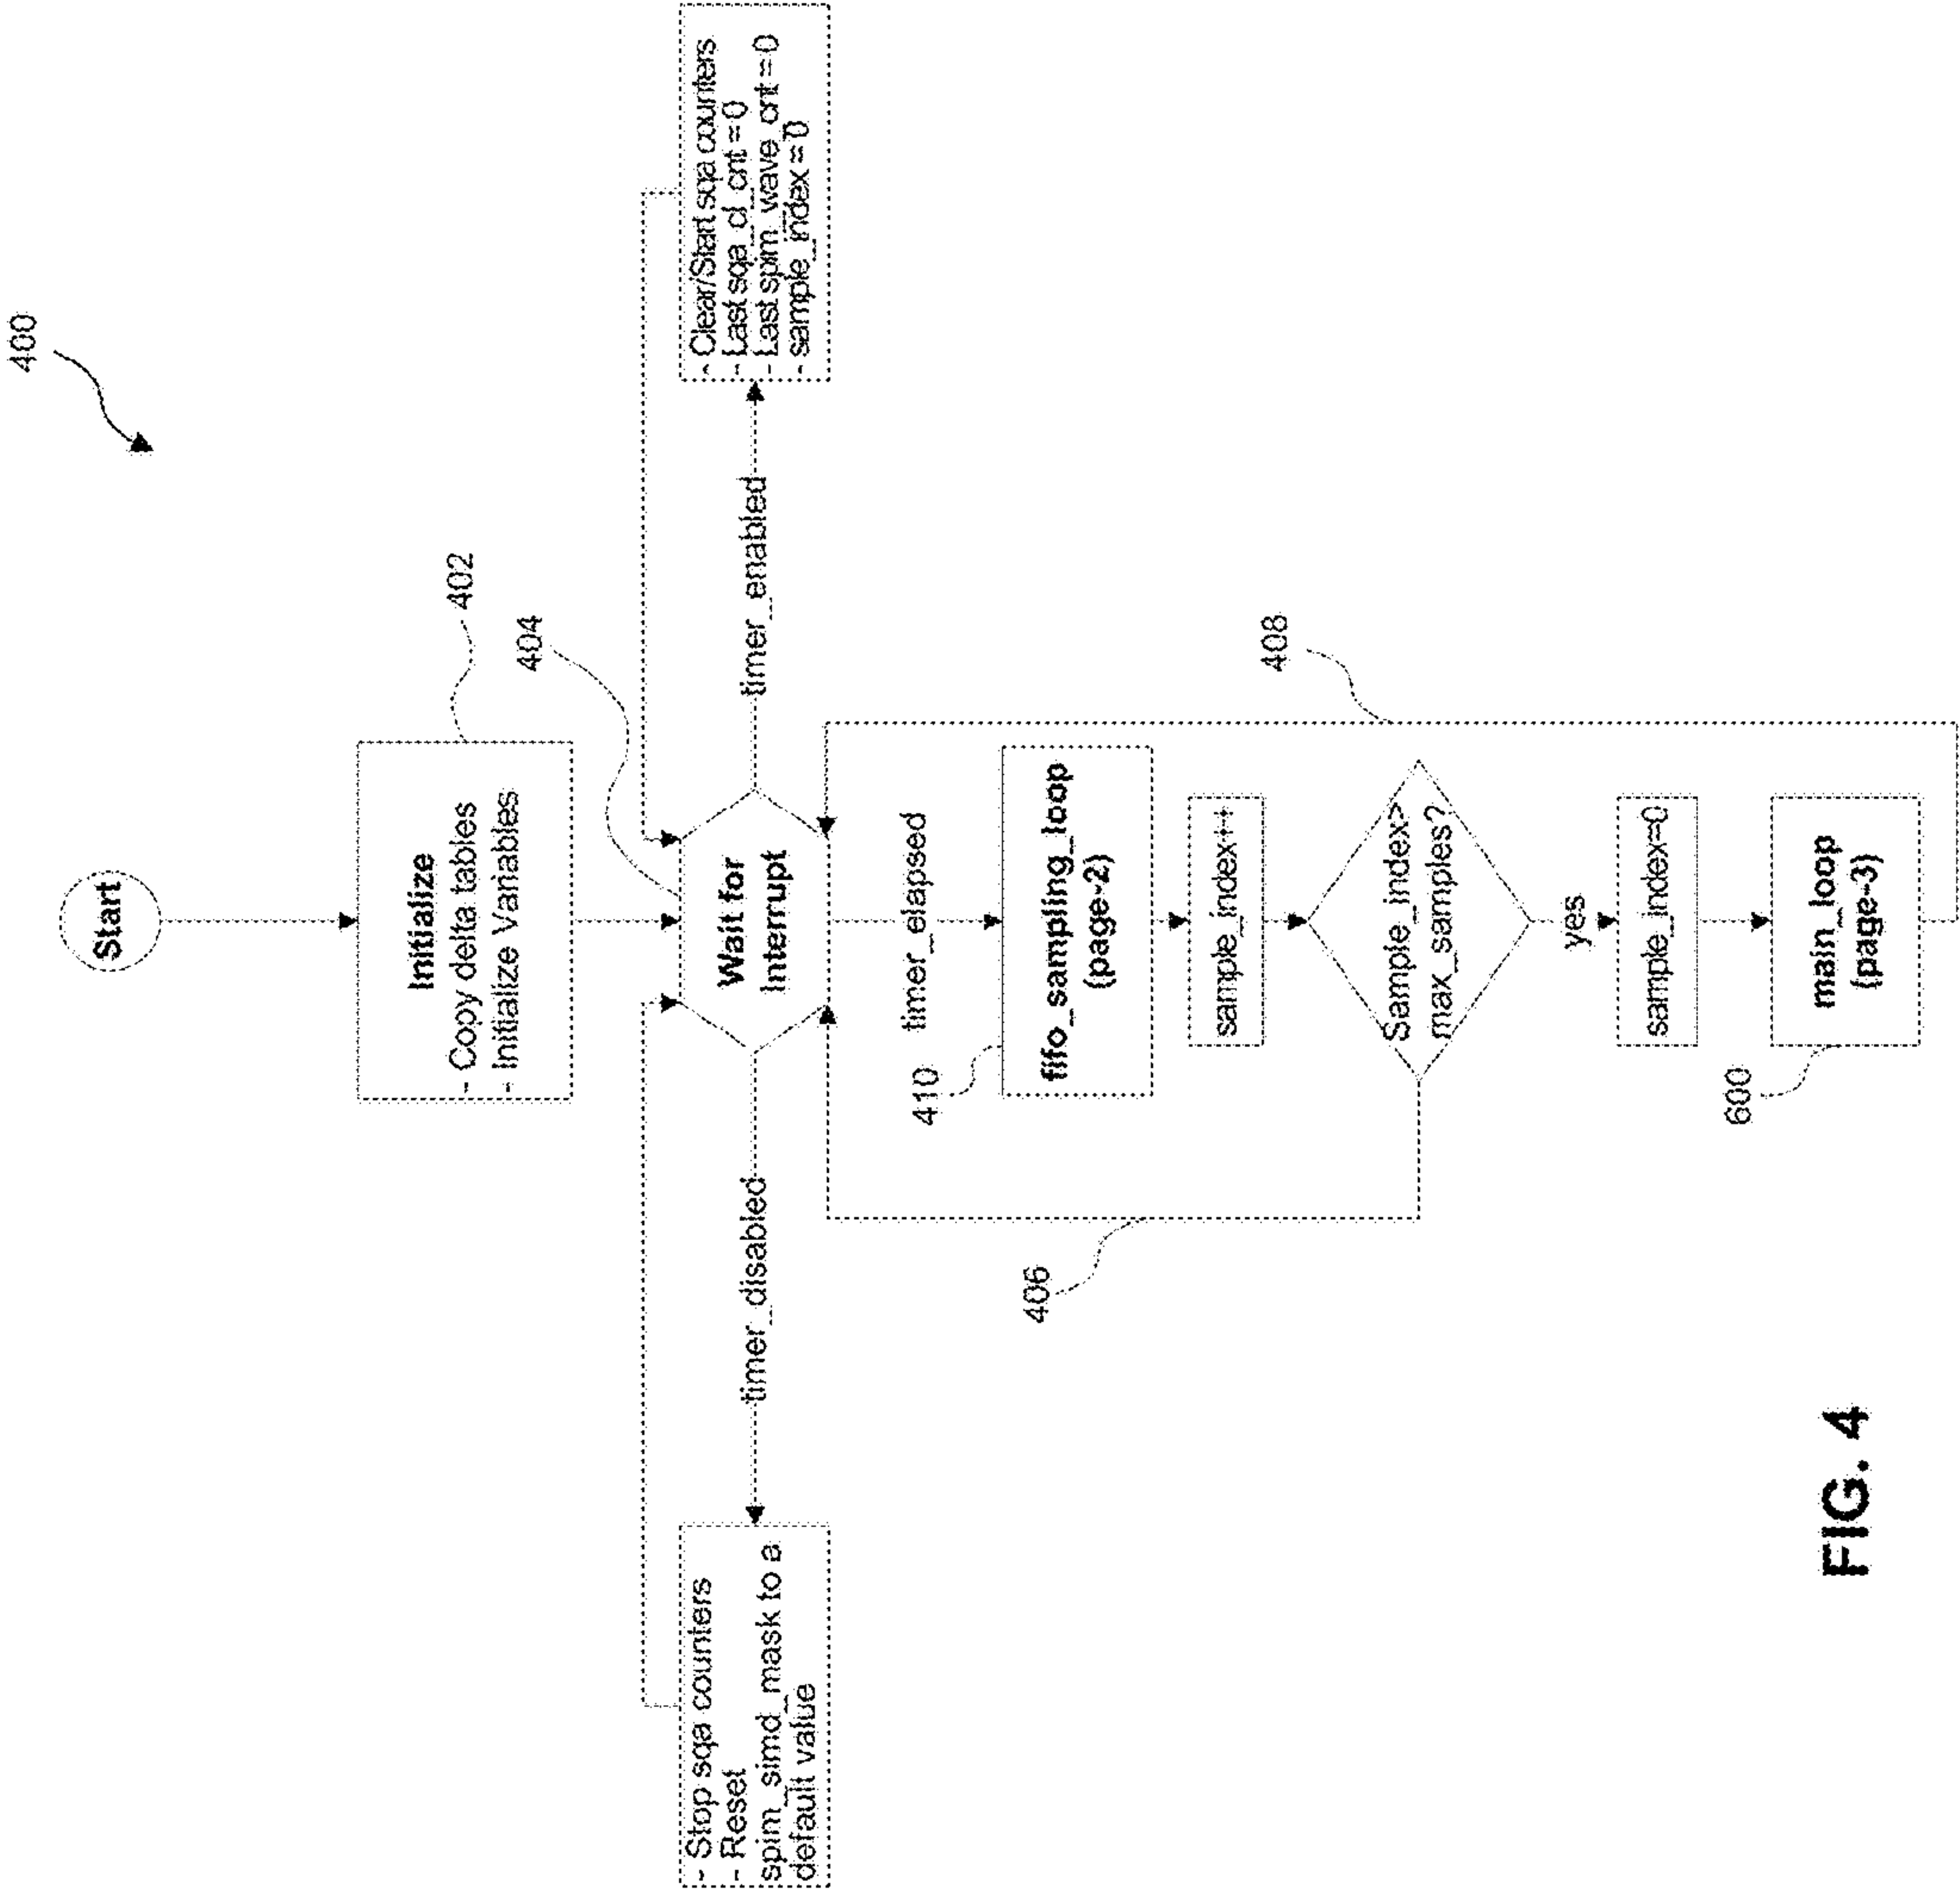 400
Start
Initialize
- Copy delta tables
- Initialize Variables
402
404
Wait for
Interrupt
timer_disabled
- Stop sqa counters
- Reset
spim_simd_mask to a
default value
timer_enabled
- Clear/Start sqa counters
- Last sqa_cl_cnt = 0
- Last spim_wave_cnt = 0
- sample_index = 0
timer_elapsed
410
fifo_sampling_loop
(page-2)
sample_index++
Sample_index>
max_samples?
406
408
yes
sample_index=0
main_loop
(page-3)
600
FIG. 4